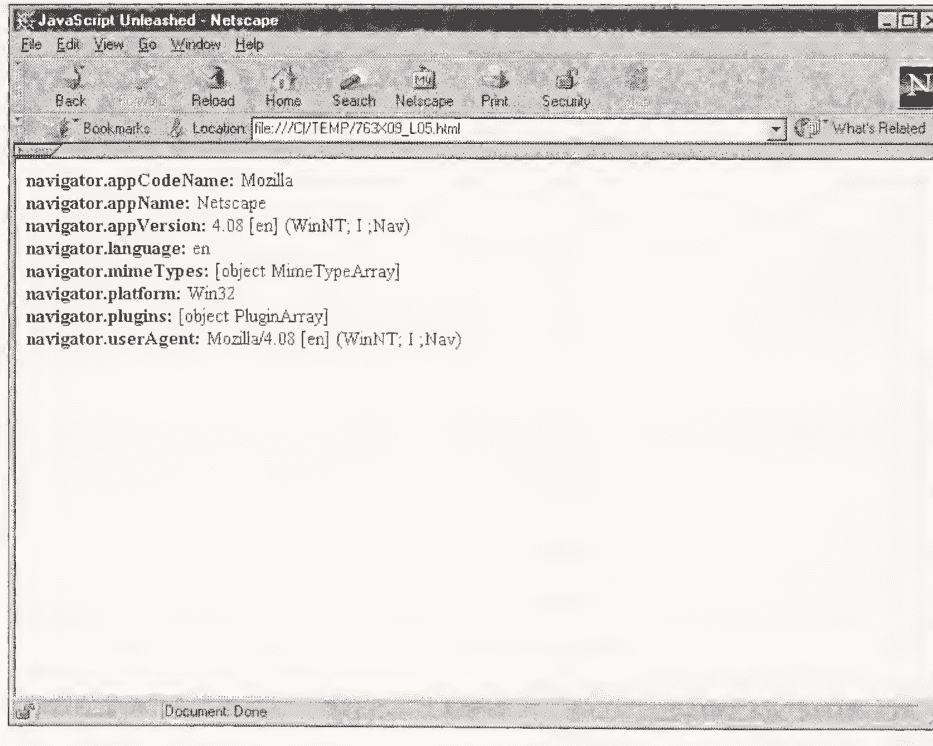 JavaScript Unleashed - Netscape
File Edit View Go Window Help
Back Reload Home Search Netscape Print Security
Bookmarks Location: file:///C|/TEMP/763X09_L05.html What's Related
navigator.appCodeName: Mozilla
navigator.appName: Netscape
navigator.appVersion: 4.08 [en] (WinNT; I ;Nav)
navigator.language: en
navigator.mimeTypes: [object MimeTypeArray]
navigator.platform: Win32
navigator.plugins: [object PluginArray]
navigator.userAgent: Mozilla/4.08 [en] (WinNT; I ;Nav)
Document: Done